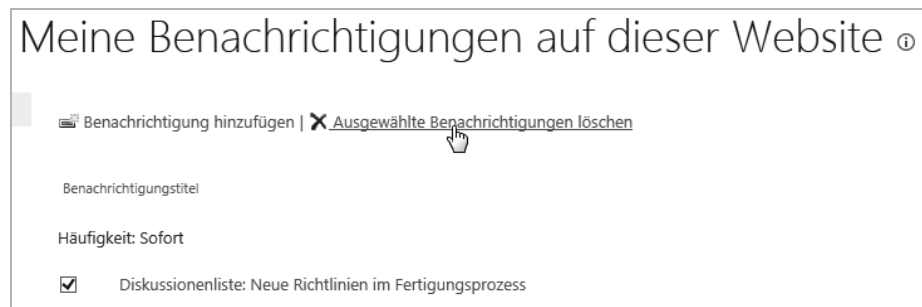 Meine Benachrichtigungen auf dieser Website
Benachrichtigung hinzufügen | Ausgewählte Benachrichtigungen löschen
Benachrichtigungstitel
Häufigkeit: Sofort
Diskussionenliste: Neue Richtlinien im Fertigungsprozess